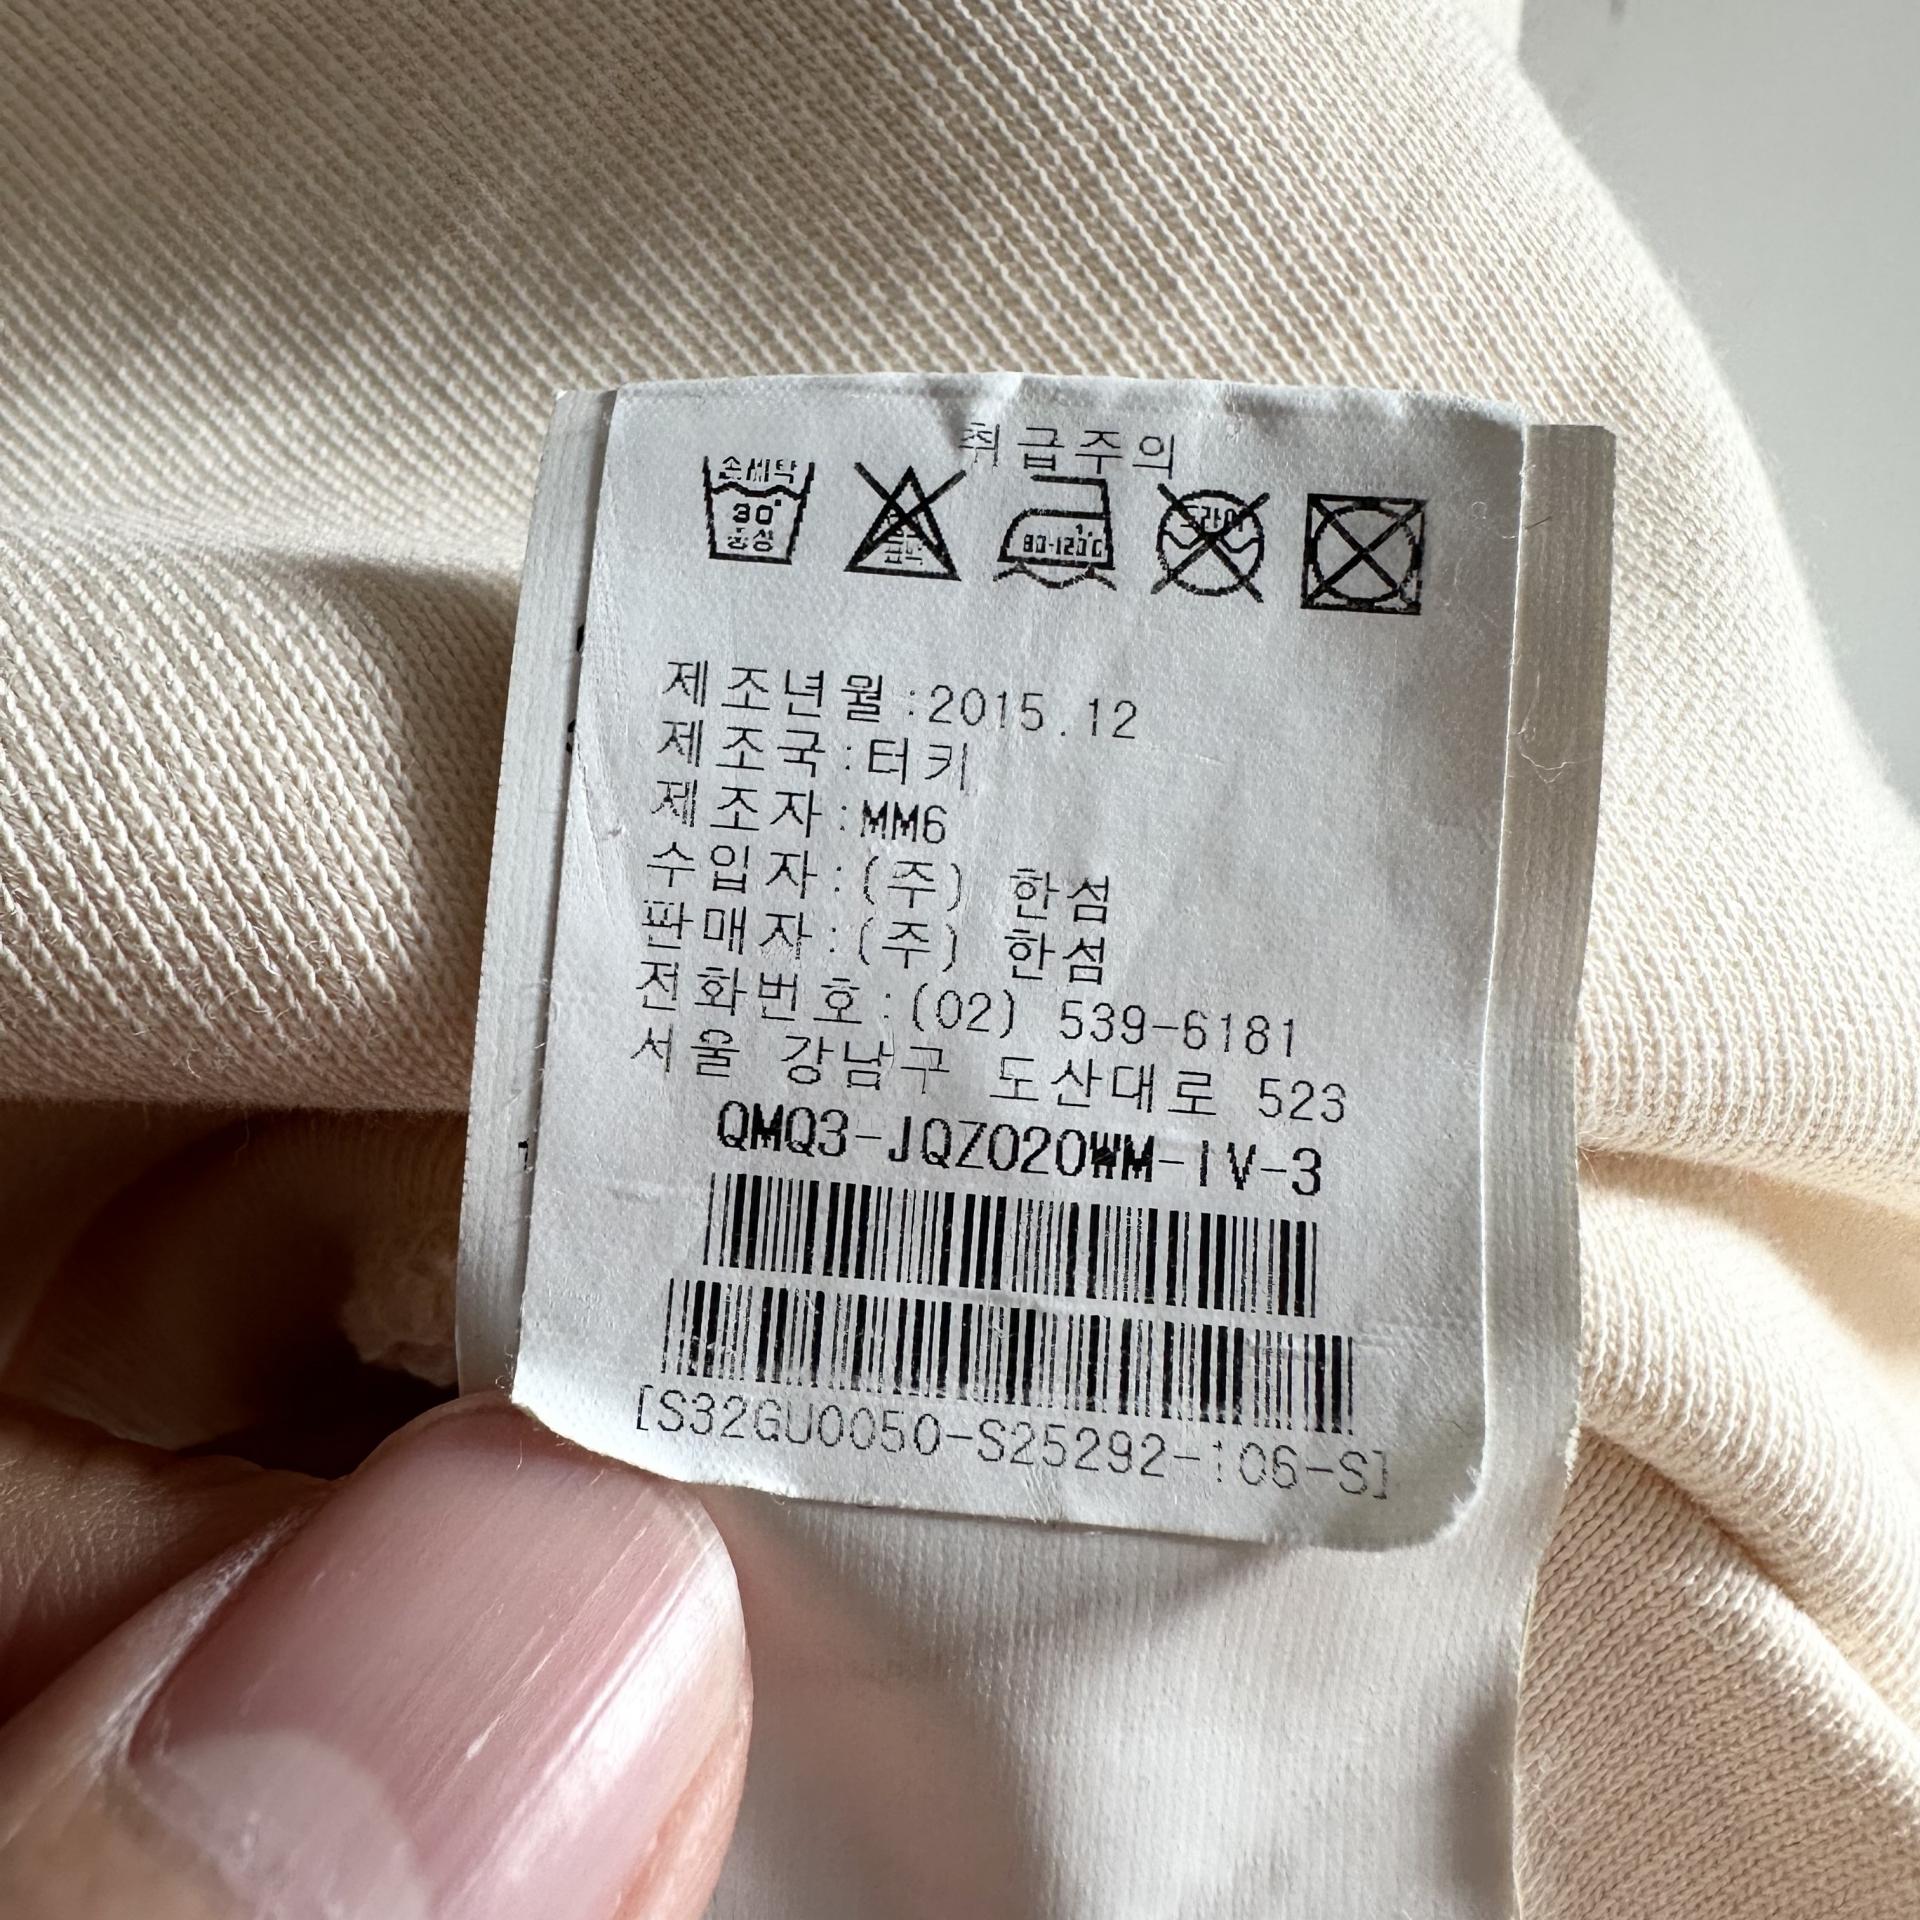 취급주의
손세탁
30°
중성
80-120°C
드라이
제조년월:2015.12
제조국:터키
제조자:MM6
수입자:(주) 한섬
판매자:(주) 한섬
전화번호:(02) 539-6181
서울 강남구 도산대로 523
QMQ3-JQZ020WM-IV-3
[S32GU0050-S25292-106-S]